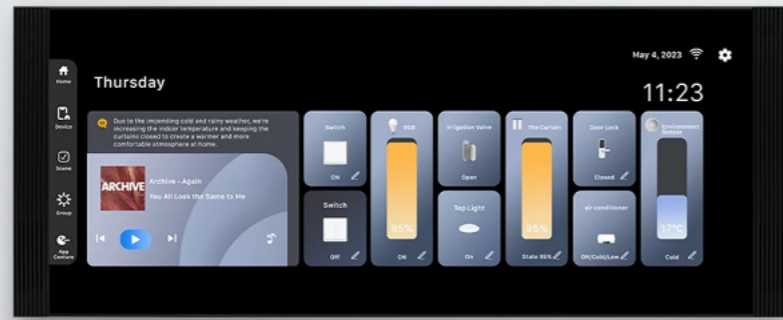 May 4, 2023
Thursday
11:23
Home
Device
Scene
Group
App
Centure
Due to the impending cold and rainy weather, we're
increasing the indoor temperature and keeping the
curtains closed to create a warmer and more
comfortable atmosphere at home.
ARCHIVE
Archive - Again
You All Look the Same to Me
Switch
ON
Switch
OFF
RGB
95%
ON
Irrigation Valve
Open
Top Light
On
The Curtain
95%
State 95%
Door Lock
Closed
air conditioner
ON/Cold/Low
Environment
Sensor
17°C
Cold